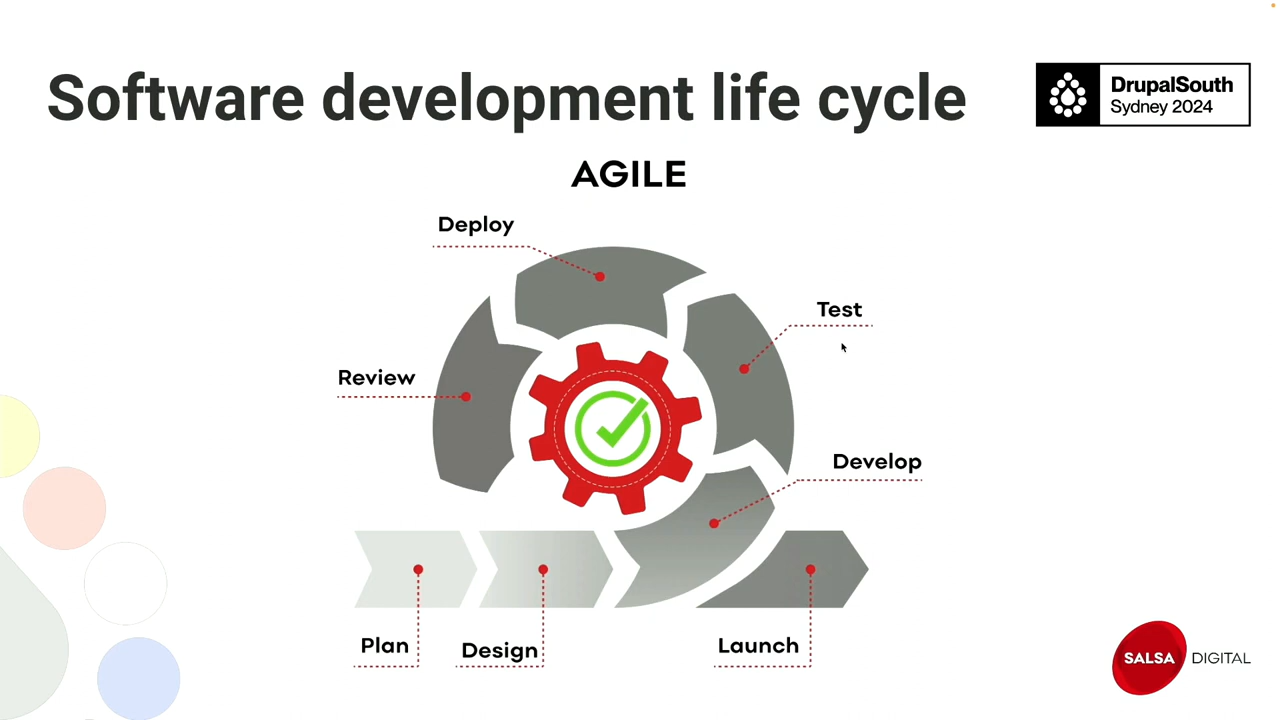 Software development life cycle
DrupalSouth
Sydney 2024
AGILE
Deploy
Test
Review
Develop
Plan
Design
Launch
SALSA DIGITAL